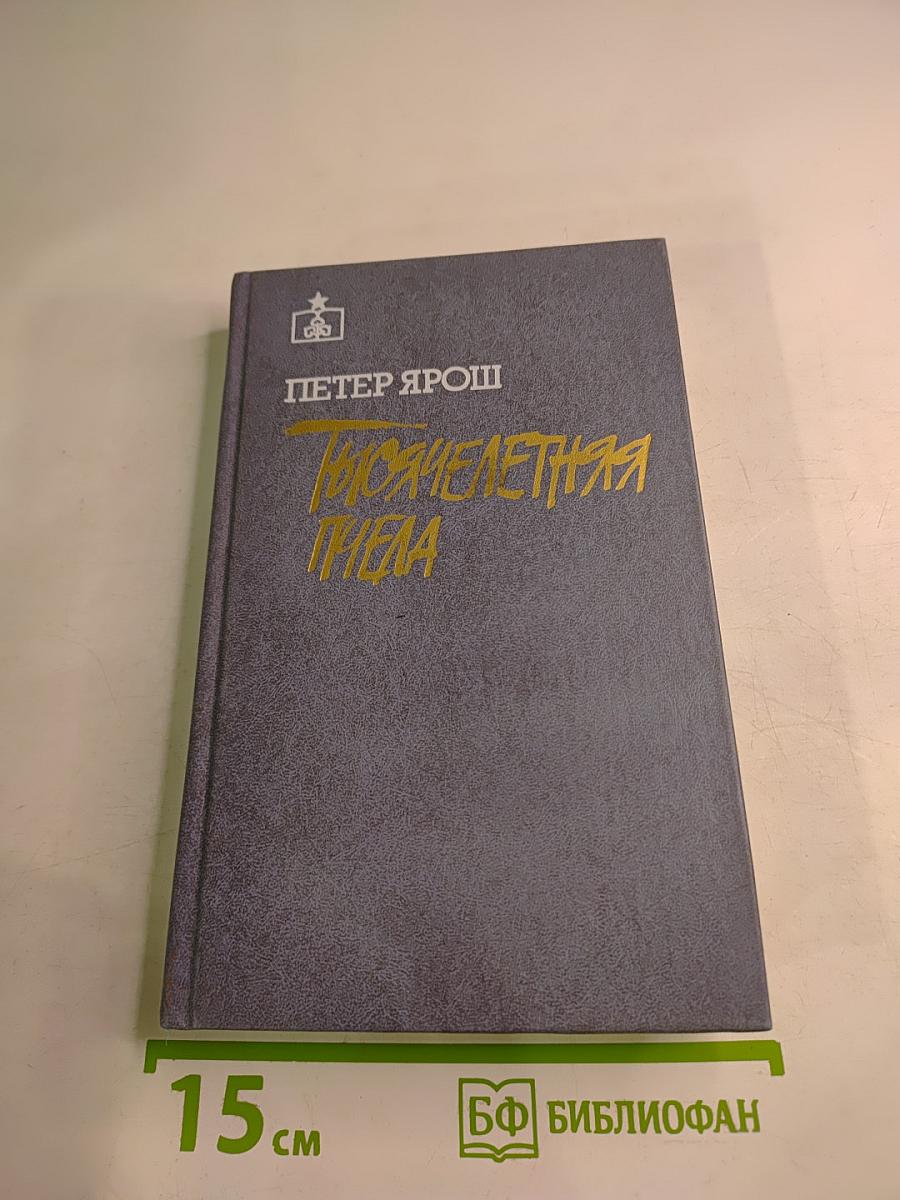 ПЕТЕР ЯРОШ
ТЫСЯЧЕЛЕТНЯЯ
ПЧЕЛА
15 см
БФ БИБЛИОФАН